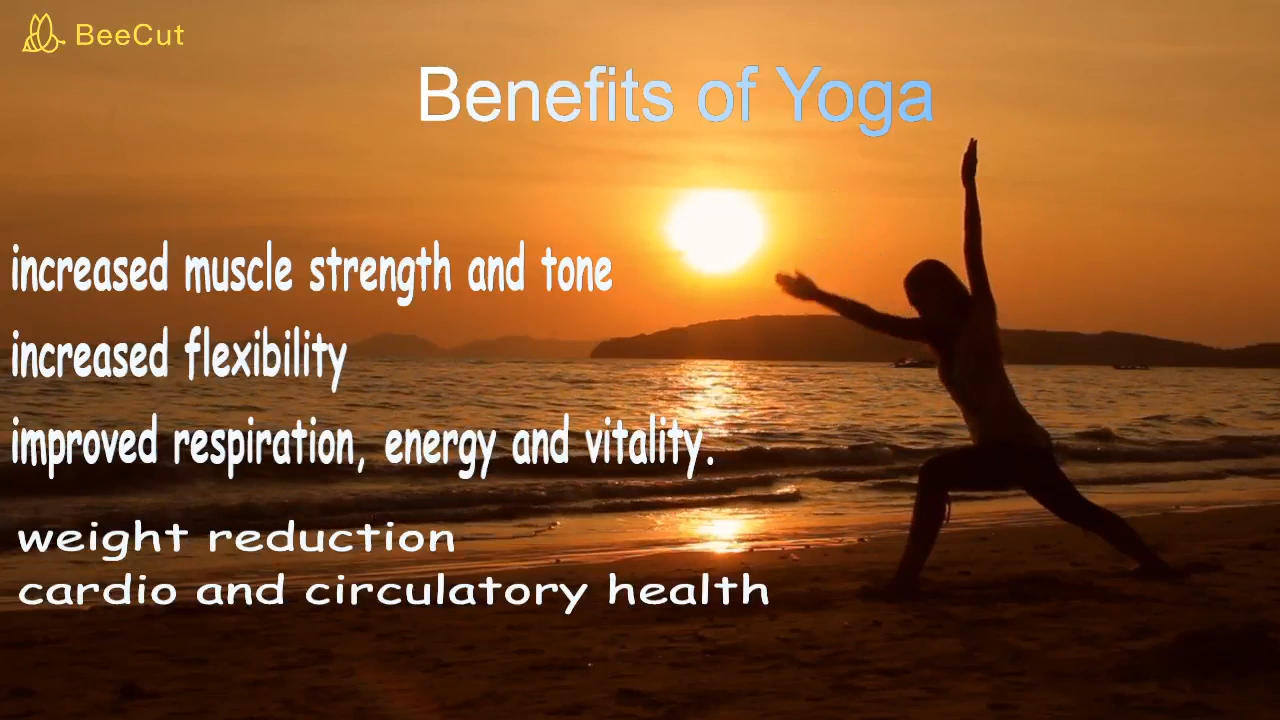 BeeCut
Benefits of Yoga
increased muscle strength and tone
increased flexibility
improved respiration, energy and vitality.
weight reduction
cardio and circulatory health